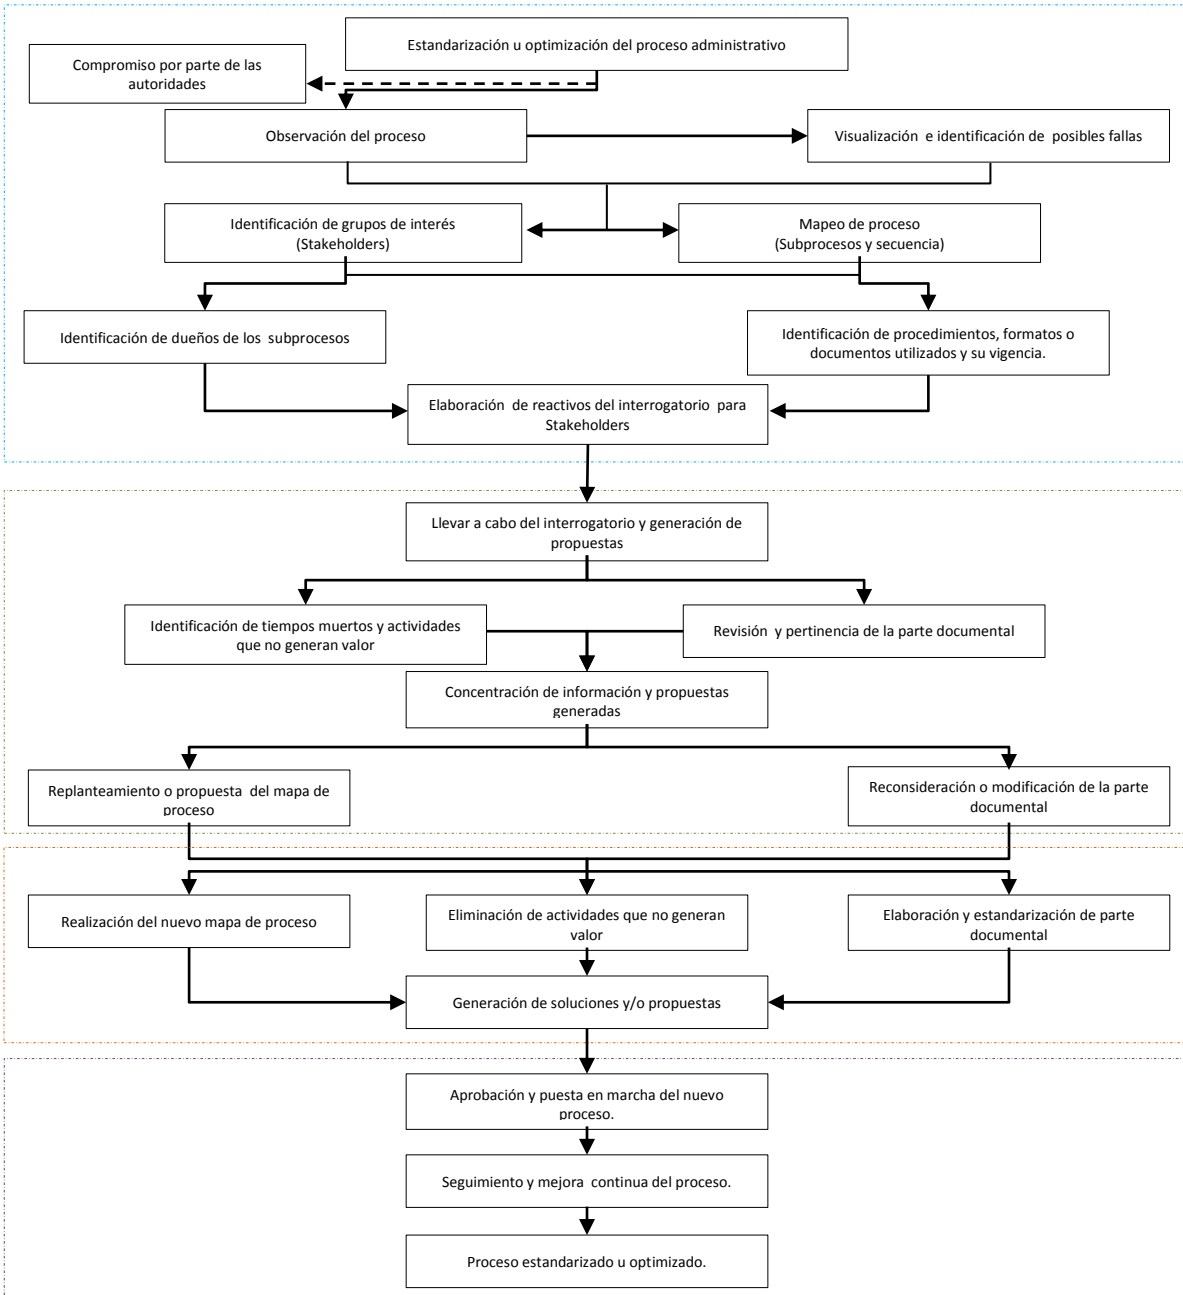 Estandarización u optimización del proceso administrativo
Compromiso por parte de las
autoridades
Observación del proceso
Visualización e identificación de posibles fallas
Identificación de grupos de interés
(Stakeholders)
Mapeo de proceso
(Subprocesos y secuencia)
Identificación de dueños de los subprocesos
Identificación de procedimientos, formatos o
documentos utilizados y su vigencia.
Elaboración de reactivos del interrogatorio para
Stakeholders
Llevar a cabo del interrogatorio y generación de
propuestas
Identificación de tiempos muertos y actividades
que no generan valor
Revisión y pertinencia de la parte documental
Concentración de información y propuestas
generadas
Replanteamiento o propuesta del mapa de
proceso
Reconsideración o modificación de la parte
documental
Realización del nuevo mapa de proceso
Eliminación de actividades que no generan
valor
Elaboración y estandarización de parte
documental
Generación de soluciones y/o propuestas
Aprobación y puesta en marcha del nuevo
proceso.
Seguimiento y mejora continua del proceso.
Proceso estandarizado u optimizado.